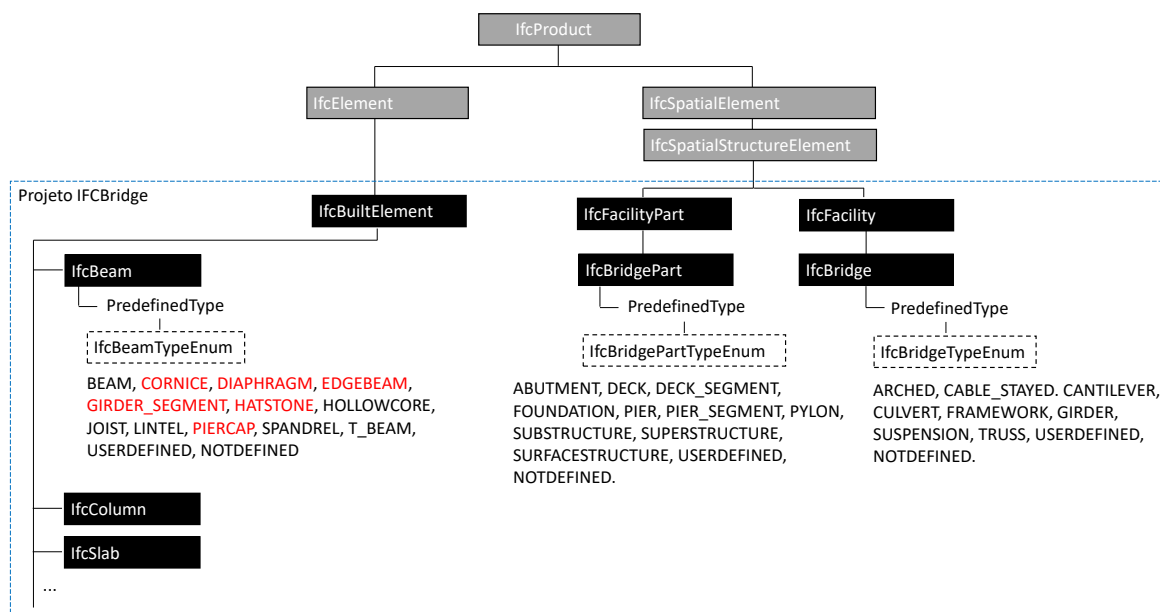 IfcProduct
IfcElement
IfcSpatialElement
IfcSpatialStructureElement
Projeto IFCBridge
IfcBuiltElement
IfcFacilityPart
IfcFacility
IfcBeam
IfcBridgePart
IfcBridge
PredefinedType
PredefinedType
PredefinedType
IfcBeamTypeEnum
IfcBridgePartTypeEnum
IfcBridgeTypeEnum
BEAM, CORNICE, DIAPHRAGM, EDGEBEAM,
GIRDER_SEGMENT, HATSTONE, HOLLOWCORE,
JOIST, LINTEL, PIERCAP, SPANDREL, T_BEAM,
USERDEFINED, NOTDEFINED
ABUTMENT, DECK, DECK_SEGMENT,
FOUNDATION, PIER, PIER_SEGMENT, PYLON,
SUBSTRUCTURE, SUPERSTRUCTURE,
SURFACESTRUCTURE, USERDEFINED,
NOTDEFINED.
ARCHED, CABLE_STAYED. CANTILEVER,
CULVERT, FRAMEWORK, GIRDER,
SUSPENSION, TRUSS, USERDEFINED,
NOTDEFINED.
IfcColumn
IfcSlab
...